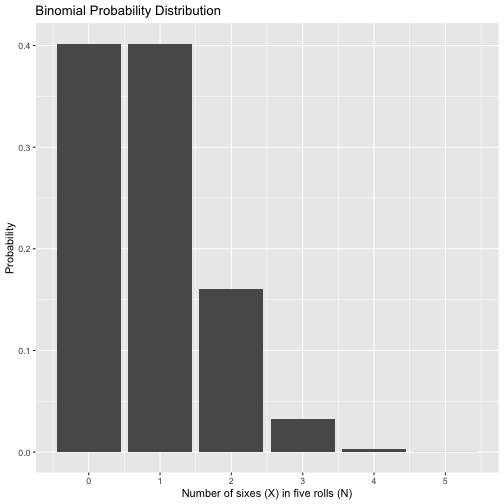 Binomial Probability Distribution
0.4
0.3
0.2
0.1
0.0
Probability
0 1 2 3 4 5
Number of sixes (X) in five rolls (N)